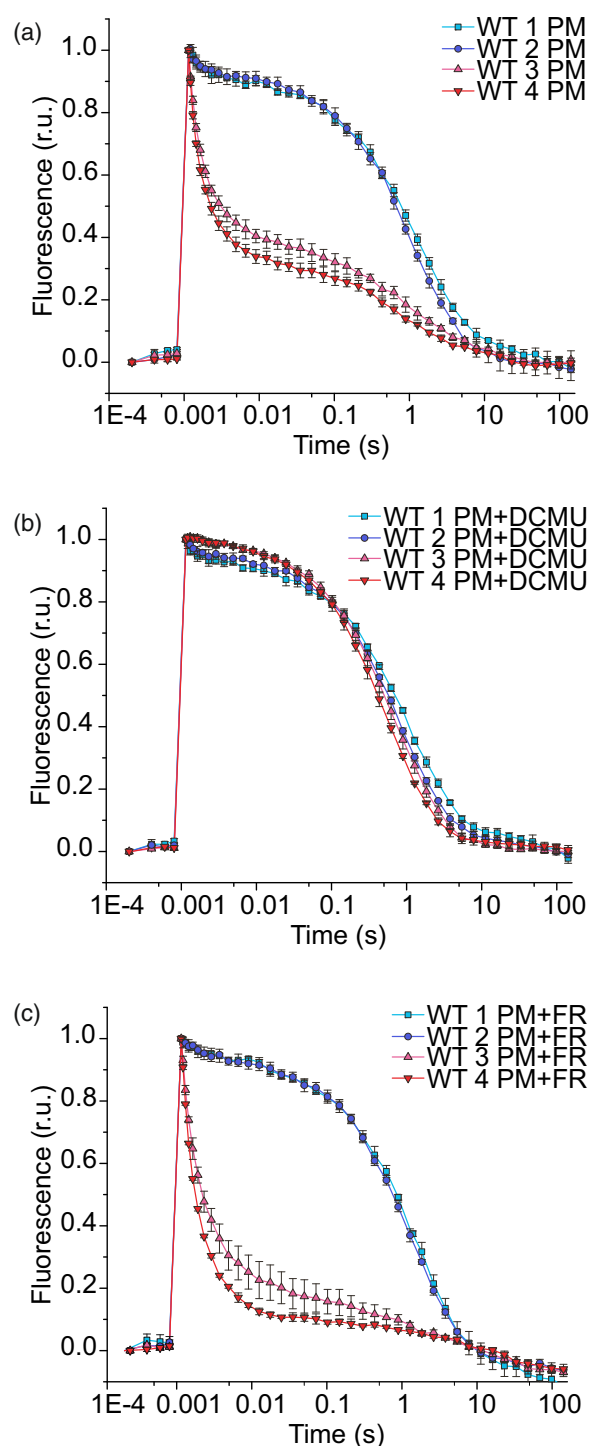 (a)
WT 1 PM
WT 2 PM
WT 3 PM
WT 4 PM
Fluorescence (r.u.)
1.0
0.8
0.6
0.4
0.2
0.0
1E-4 0.001 0.01 0.1 1 10 100
Time (s)
(b)
WT 1 PM+DCMU
WT 2 PM+DCMU
WT 3 PM+DCMU
WT 4 PM+DCMU
Fluorescence (r.u.)
1.0
0.8
0.6
0.4
0.2
0.0
1E-4 0.001 0.01 0.1 1 10 100
Time (s)
(c)
WT 1 PM+FR
WT 2 PM+FR
WT 3 PM+FR
WT 4 PM+FR
Fluorescence (r.u.)
1.0
0.8
0.6
0.4
0.2
0.0
1E-4 0.001 0.01 0.1 1 10 100
Time (s)